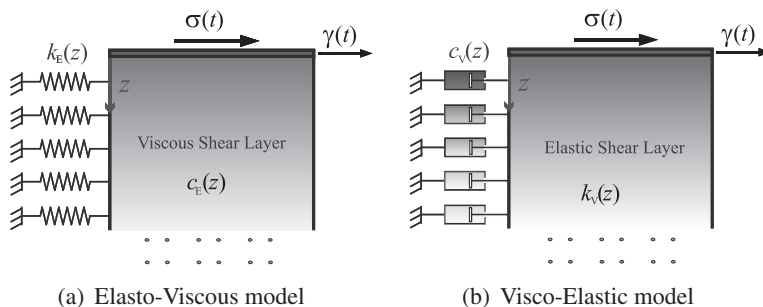 σ(t)
γ(t)
k_E(z)
z
Viscous Shear Layer
c_E(z)
(a) Elasto-Viscous model
σ(t)
γ(t)
c_V(z)
z
Elastic Shear Layer
k_V(z)
(b) Visco-Elastic model